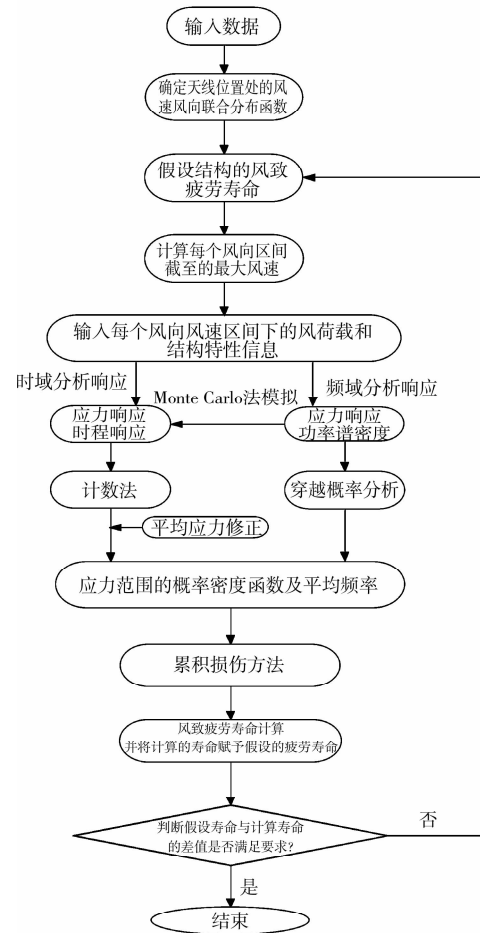 输入数据
确定天线位置处的风
速风向联合分布函数
假设结构的风致
疲劳寿命
计算每个风向区间
截至的最大风速
输入每个风向风速区间下的风荷载和
结构特性信息
时域分析响应
Monte Carlo法模拟
频域分析响应
应力响应
时程响应
应力响应
功率谱密度
计数法
穿越概率分析
平均应力修正
应力范围的概率密度函数及平均频率
累积损伤方法
风致疲劳寿命计算
并将计算的寿命赋予假设的疲劳寿命
判断假设寿命与计算寿命
的差值是否满足要求?
否
是
结束